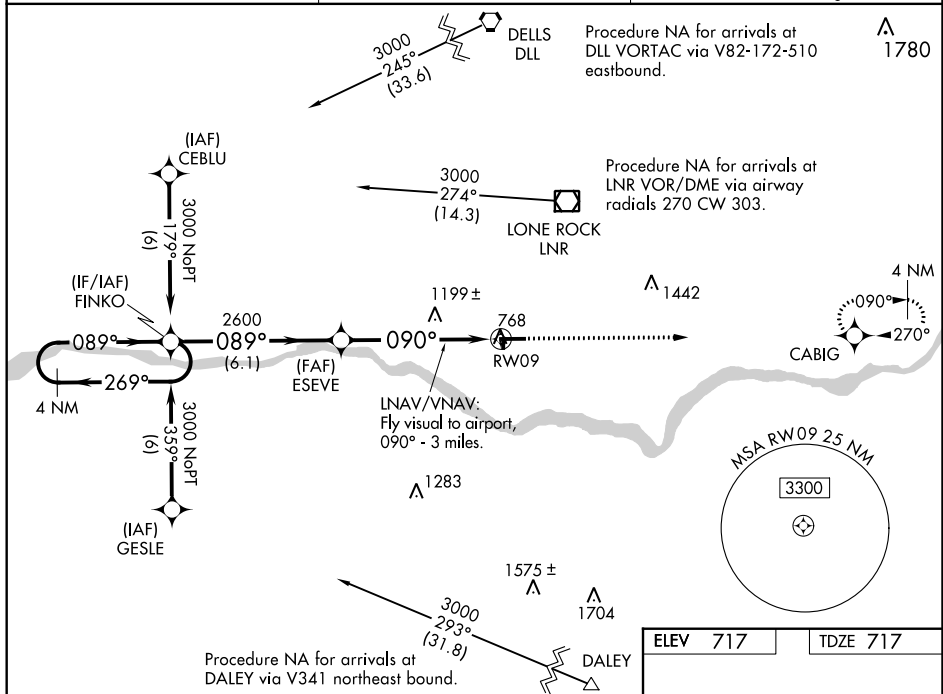 DELLS
DLL
3000
245°
(33.6)
Procedure NA for arrivals at
DLL VORTAC via V82-172-510
eastbound.
1780
(IAF)
CEBLU
3000 NoPT
179°
(6)
3000
274°
(14.3)
LONE ROCK
LNR
Procedure NA for arrivals at
LNR VOR/DME via airway
radials 270 CW 303.
(IF/IAF)
FINKO
1199 ±
1442
4 NM
090°
270°
CABIG
089°
269°
4 NM
2600
089°
(6.1)
(FAF)
ESEVE
090°
768
RW09
LNAV/VNAV:
Fly visual to airport,
090° - 3 miles.
3000 NoPT
359°
(6)
(IAF)
GESLE
1283
MSA RW09 25 NM
3300
1575 ±
1704
3000
293°
(31.8)
DALEY
Procedure NA for arrivals at
DALEY via V341 northeast bound.
ELEV 717
TDZE 717